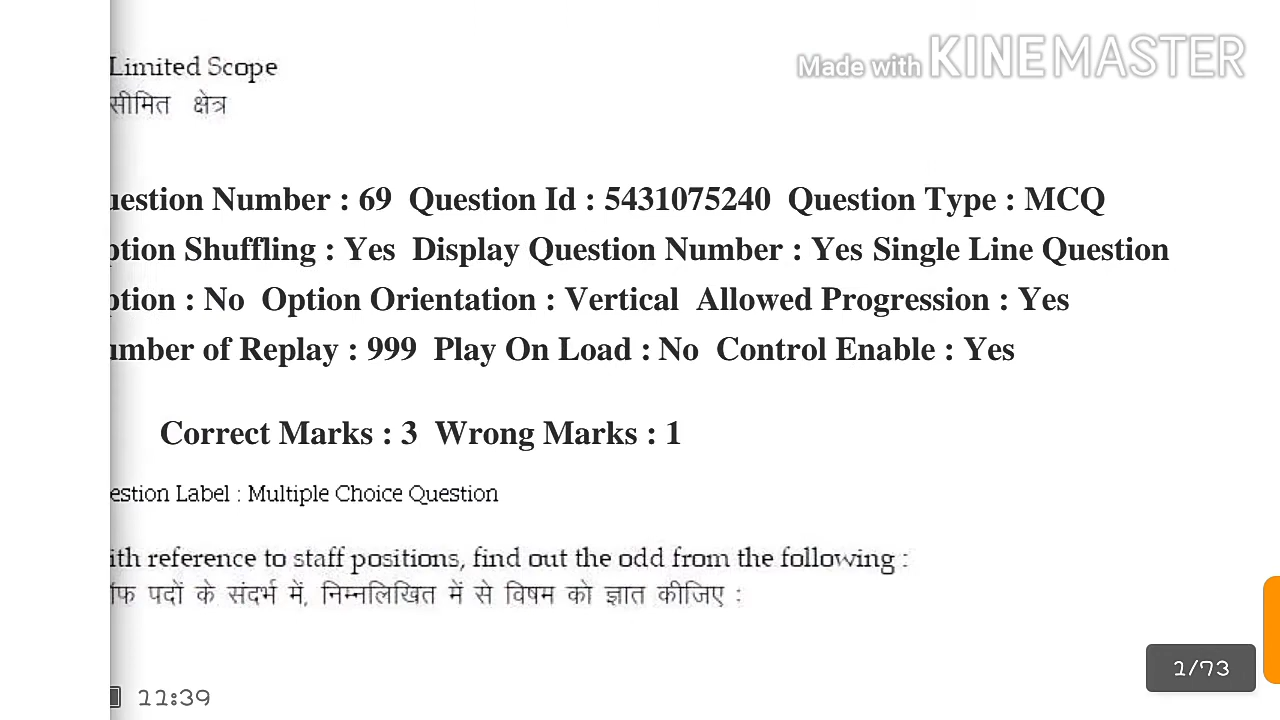 Limited Scope
सीमित क्षेत्र
Made with KINEMASTER
uestion Number : 69 Question Id : 5431075240 Question Type : MCQ
ption Shuffling : Yes Display Question Number : Yes Single Line Question
ption : No Option Orientation : Vertical Allowed Progression : Yes
umber of Replay : 999 Play On Load : No Control Enable : Yes
Correct Marks : 3 Wrong Marks : 1
estion Label : Multiple Choice Question
ith reference to staff positions, find out the odd from the following :
ॉफ पदों के संदर्भ में, निम्नलिखित में से विषम को ज्ञात कीजिए :
1/73
11:39